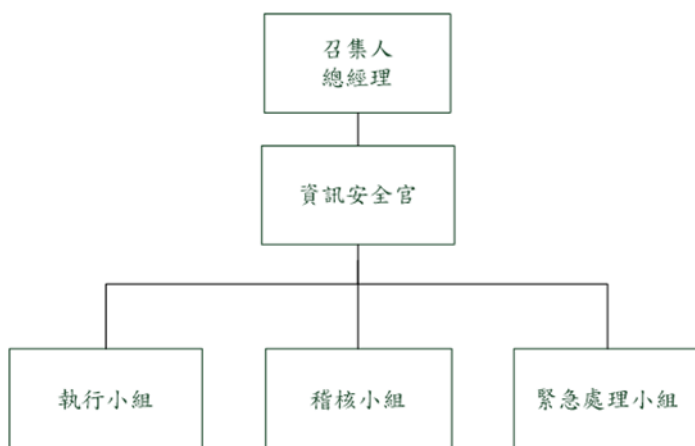 召集人
總經理
資訊安全官
執行小組
稽核小組
緊急處理小組